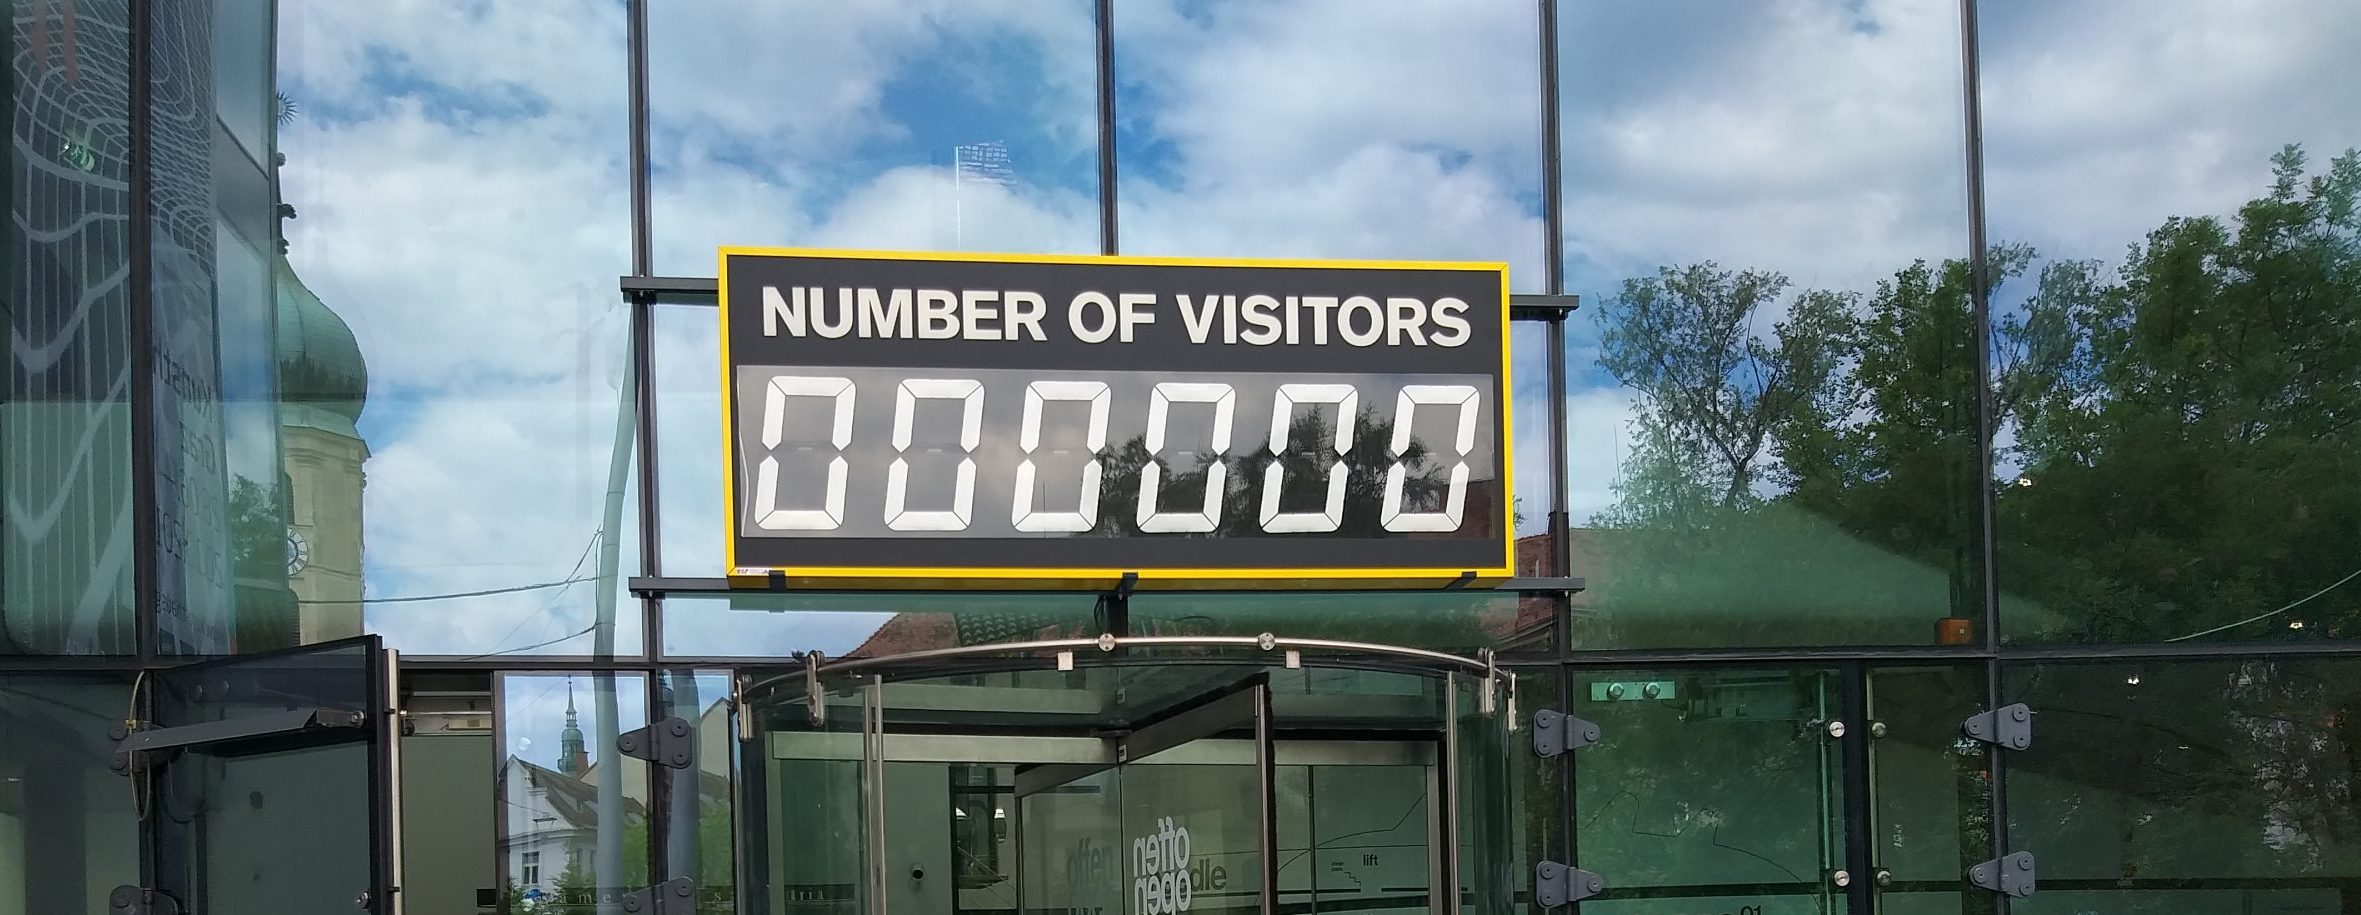 NUMBER OF VISITORS
000000
offen
open
lift